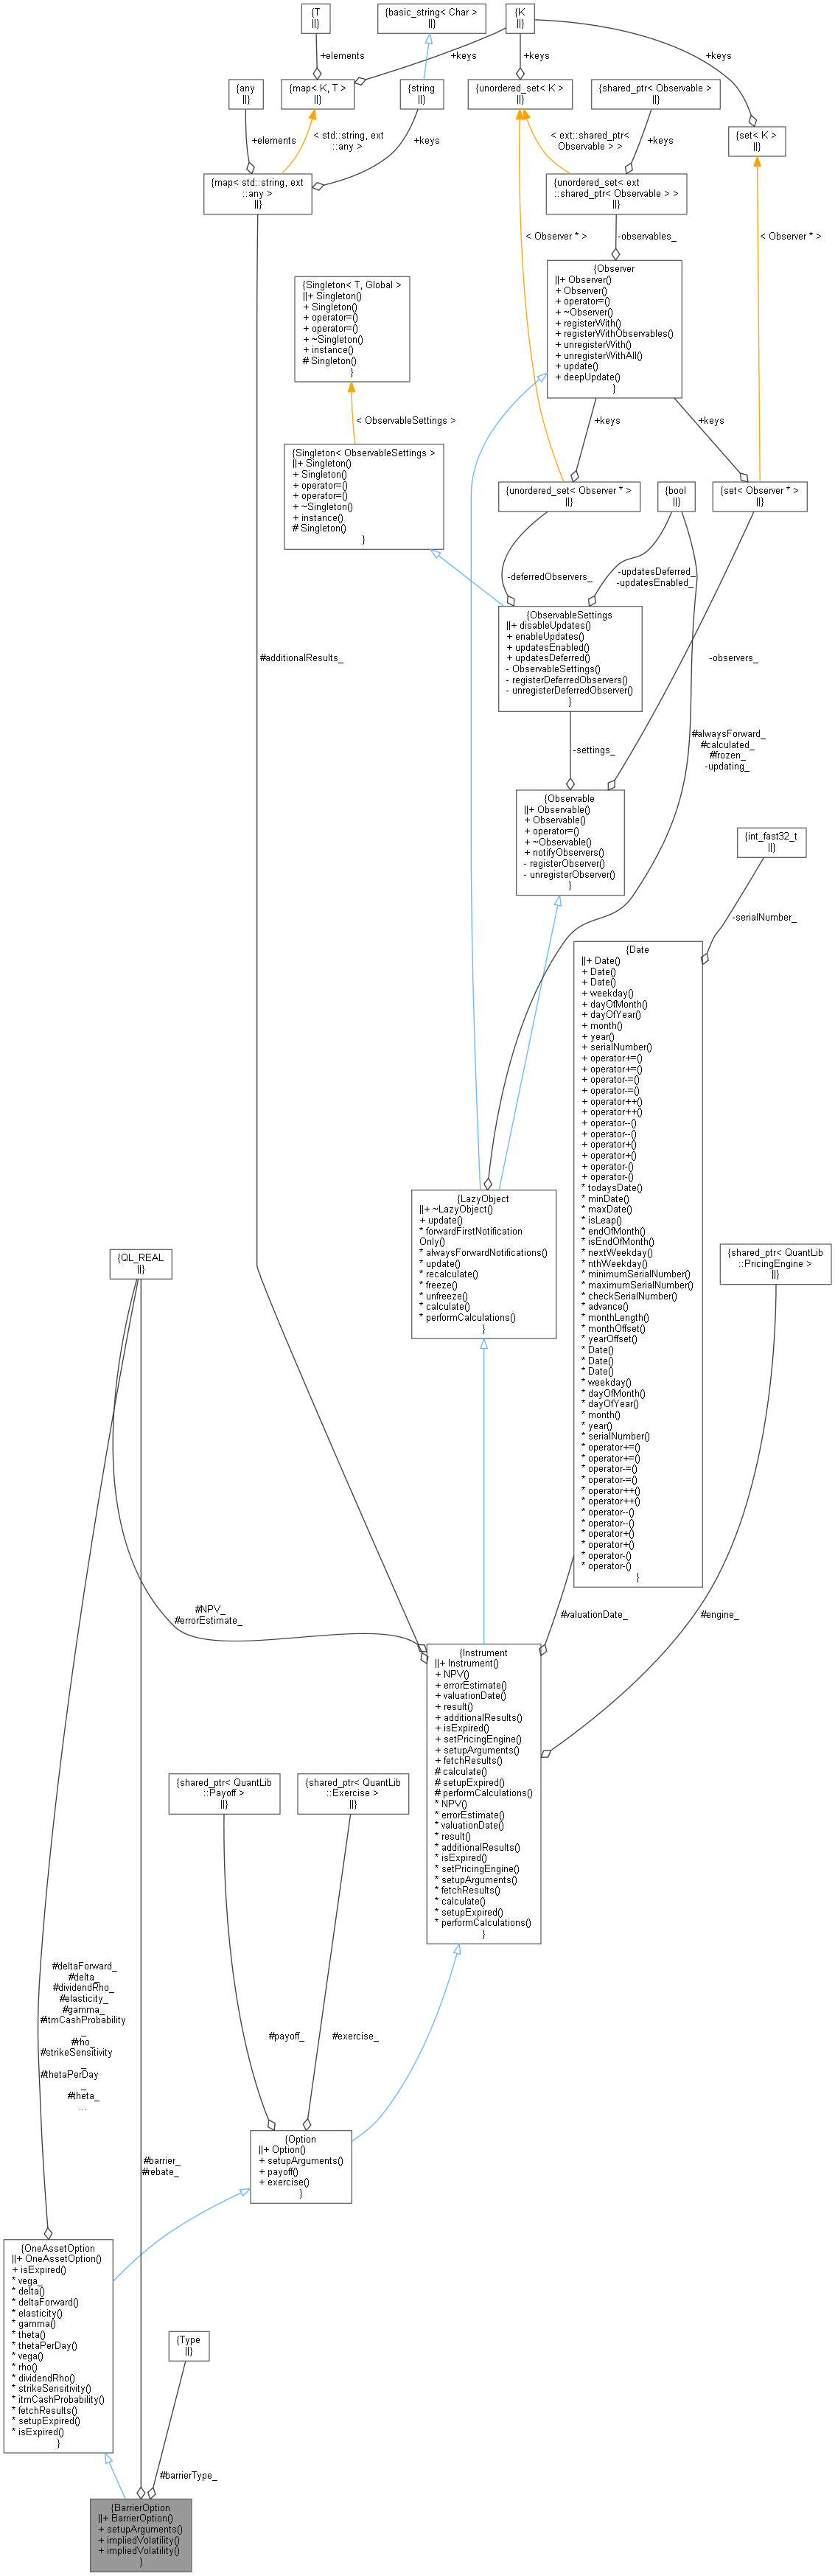 {T
||}
{basic_string< Char >
||}
{K
||}
+elements
+keys
+keys
+keys
{any
||}
{map< K, T >
||}
{string
||}
{unordered_set< K >
||}
{shared_ptr< Observable >
||}
{set< K >
||}
+elements
< std::string, ext
::any >
+keys
< ext::shared_ptr<
Observable > >
+keys
{map< std::string, ext
::any >
||}
{unordered_set< ext
::shared_ptr< Observable > >
||}
< Observer * >
-observables_
< Observer * >
{Singleton< T, Global >
||+ Singleton()
+ Singleton()
+ operator=()
+ operator=()
+ ~Singleton()
+ instance()
# Singleton()
}
{Observer
||+ Observer()
+ Observer()
+ operator=()
+ ~Observer()
+ registerWith()
+ registerWithObservables()
+ unregisterWith()
+ unregisterWithAll()
+ update()
+ deepUpdate()
}
< ObservableSettings >
+keys
+keys
{Singleton< ObservableSettings >
||+ Singleton()
+ Singleton()
+ operator=()
+ operator=()
+ ~Singleton()
+ instance()
# Singleton()
}
{unordered_set< Observer * >
||}
{bool
||}
{set< Observer * >
||}
-deferredObservers_
-updatesDeferred_
-updatesEnabled_
{ObservableSettings
||+ disableUpdates()
+ enableUpdates()
+ updatesEnabled()
+ updatesDeferred()
- ObservableSettings()
- registerDeferredObservers()
- unregisterDeferredObserver()
}
#additionalResults_
-observers_
-settings_
#alwaysForward_
#calculated_
#frozen_
-updating_
{Observable
||+ Observable()
+ Observable()
+ operator=()
+ ~Observable()
+ notifyObservers()
- registerObserver()
- unregisterObserver()
}
{int_fast32_t
||}
-serialNumber_
{Date
||+ Date()
+ Date()
+ Date()
+ weekday()
+ dayOfMonth()
+ dayOfYear()
+ month()
+ year()
+ serialNumber()
+ operator+=()
+ operator+=()
+ operator-=()
+ operator-=()
+ operator++()
+ operator++()
+ operator--()
+ operator--()
+ operator+()
+ operator+()
+ operator-()
+ operator-()
* todaysDate()
* minDate()
* maxDate()
* isLeap()
* endOfMonth()
* isEndOfMonth()
* nextWeekday()
* nthWeekday()
* minimumSerialNumber()
* maximumSerialNumber()
* checkSerialNumber()
* advance()
* monthLength()
* monthOffset()
* yearOffset()
* Date()
* Date()
* Date()
* weekday()
* dayOfMonth()
* dayOfYear()
* month()
* year()
* serialNumber()
* operator+=()
* operator+=()
* operator-=()
* operator-=()
* operator++()
* operator++()
* operator--()
* operator--()
* operator+()
* operator+()
* operator-()
* operator-()
}
{LazyObject
||+ ~LazyObject()
+ update()
* forwardFirstNotification
Only()
* alwaysForwardNotifications()
* update()
* recalculate()
* freeze()
* unfreeze()
* calculate()
* performCalculations()
}
{QL_REAL
||}
{shared_ptr< QuantLib
::PricingEngine >
||}
#NPV_
#errorEstimate_
#valuationDate_
#engine_
{Instrument
||+ Instrument()
+ NPV()
+ errorEstimate()
+ valuationDate()
+ result()
+ additionalResults()
+ isExpired()
+ setPricingEngine()
+ setupArguments()
+ fetchResults()
# calculate()
# setupExpired()
# performCalculations()
* NPV()
* errorEstimate()
* valuationDate()
* result()
* additionalResults()
* isExpired()
* setPricingEngine()
* setupArguments()
* fetchResults()
* calculate()
* setupExpired()
* performCalculations()
}
{shared_ptr< QuantLib
::Payoff >
||}
{shared_ptr< QuantLib
::Exercise >
||}
#deltaForward_
#delta_
#dividendRho_
#elasticity_
#gamma_
#itmCashProbability
_
#rho_
#strikeSensitivity
_
#thetaPerDay
_
#theta_
...
#payoff_
#exercise_
{Option
||+ Option()
+ setupArguments()
+ payoff()
+ exercise()
}
#barrier_
#rebate_
{OneAssetOption
||+ OneAssetOption()
+ isExpired()
* vega_
* delta()
* deltaForward()
* elasticity()
* gamma()
* theta()
* thetaPerDay()
* vega()
* rho()
* dividendRho()
* strikeSensitivity()
* itmCashProbability()
* fetchResults()
* setupExpired()
* isExpired()
}
{Type
||}
#barrierType_
{BarrierOption
||+ BarrierOption()
+ setupArguments()
+ impliedVolatility()
+ impliedVolatility()
}